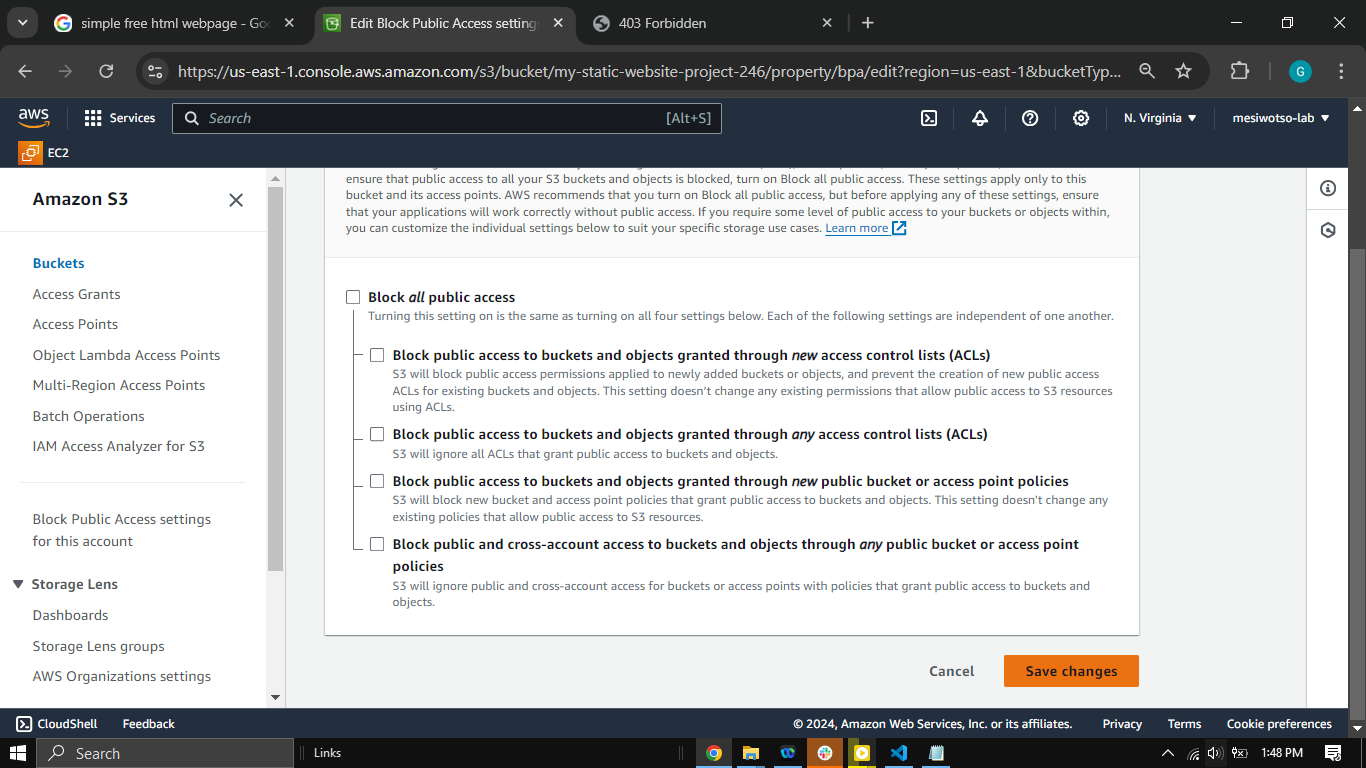 simple free html webpage - Goo
Edit Block Public Access setting
403 Forbidden
https://us-east-1.console.aws.amazon.com/s3/bucket/my-static-website-project-246/property/bpa/edit?region=us-east-1&bucketTyp...
G
aws
Services
Search
[Alt+S]
N. Virginia
mesiwotso-lab
EC2
Amazon S3
Buckets
Access Grants
Access Points
Object Lambda Access Points
Multi-Region Access Points
Batch Operations
IAM Access Analyzer for S3
Block Public Access settings
for this account
Storage Lens
Dashboards
Storage Lens groups
AWS Organizations settings
ensure that public access to all your S3 buckets and objects is blocked, turn on Block all public access. These settings apply only to this
bucket and its access points. AWS recommends that you turn on Block all public access, but before applying any of these settings, ensure
that your applications will work correctly without public access. If you require some level of public access to your buckets or objects within,
you can customize the individual settings below to suit your specific storage use cases. Learn more
Block all public access
Turning this setting on is the same as turning on all four settings below. Each of the following settings are independent of one another.
Block public access to buckets and objects granted through new access control lists (ACLs)
S3 will block public access permissions applied to newly added buckets or objects, and prevent the creation of new public access
ACLs for existing buckets and objects. This setting doesn't change any existing permissions that allow public access to S3 resources
using ACLs.
Block public access to buckets and objects granted through any access control lists (ACLs)
S3 will ignore all ACLs that grant public access to buckets and objects.
Block public access to buckets and objects granted through new public bucket or access point policies
S3 will block new bucket and access point policies that grant public access to buckets and objects. This setting doesn't change any
existing policies that allow public access to S3 resources.
Block public and cross-account access to buckets and objects through any public bucket or access point
policies
S3 will ignore public and cross-account access for buckets or access points with policies that grant public access to buckets and
objects.
Cancel
Save changes
CloudShell
Feedback
© 2024, Amazon Web Services, Inc. or its affiliates.
Privacy
Terms
Cookie preferences
Search
Links
1:48 PM